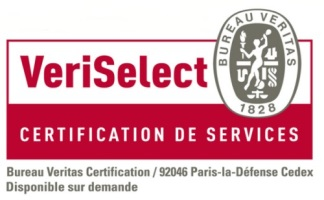 VeriSelect
BUREAU VERITAS
1828
CERTIFICATION DE SERVICES
Bureau Veritas Certification / 92046 Paris-la-Défense Cedex
Disponible sur demande